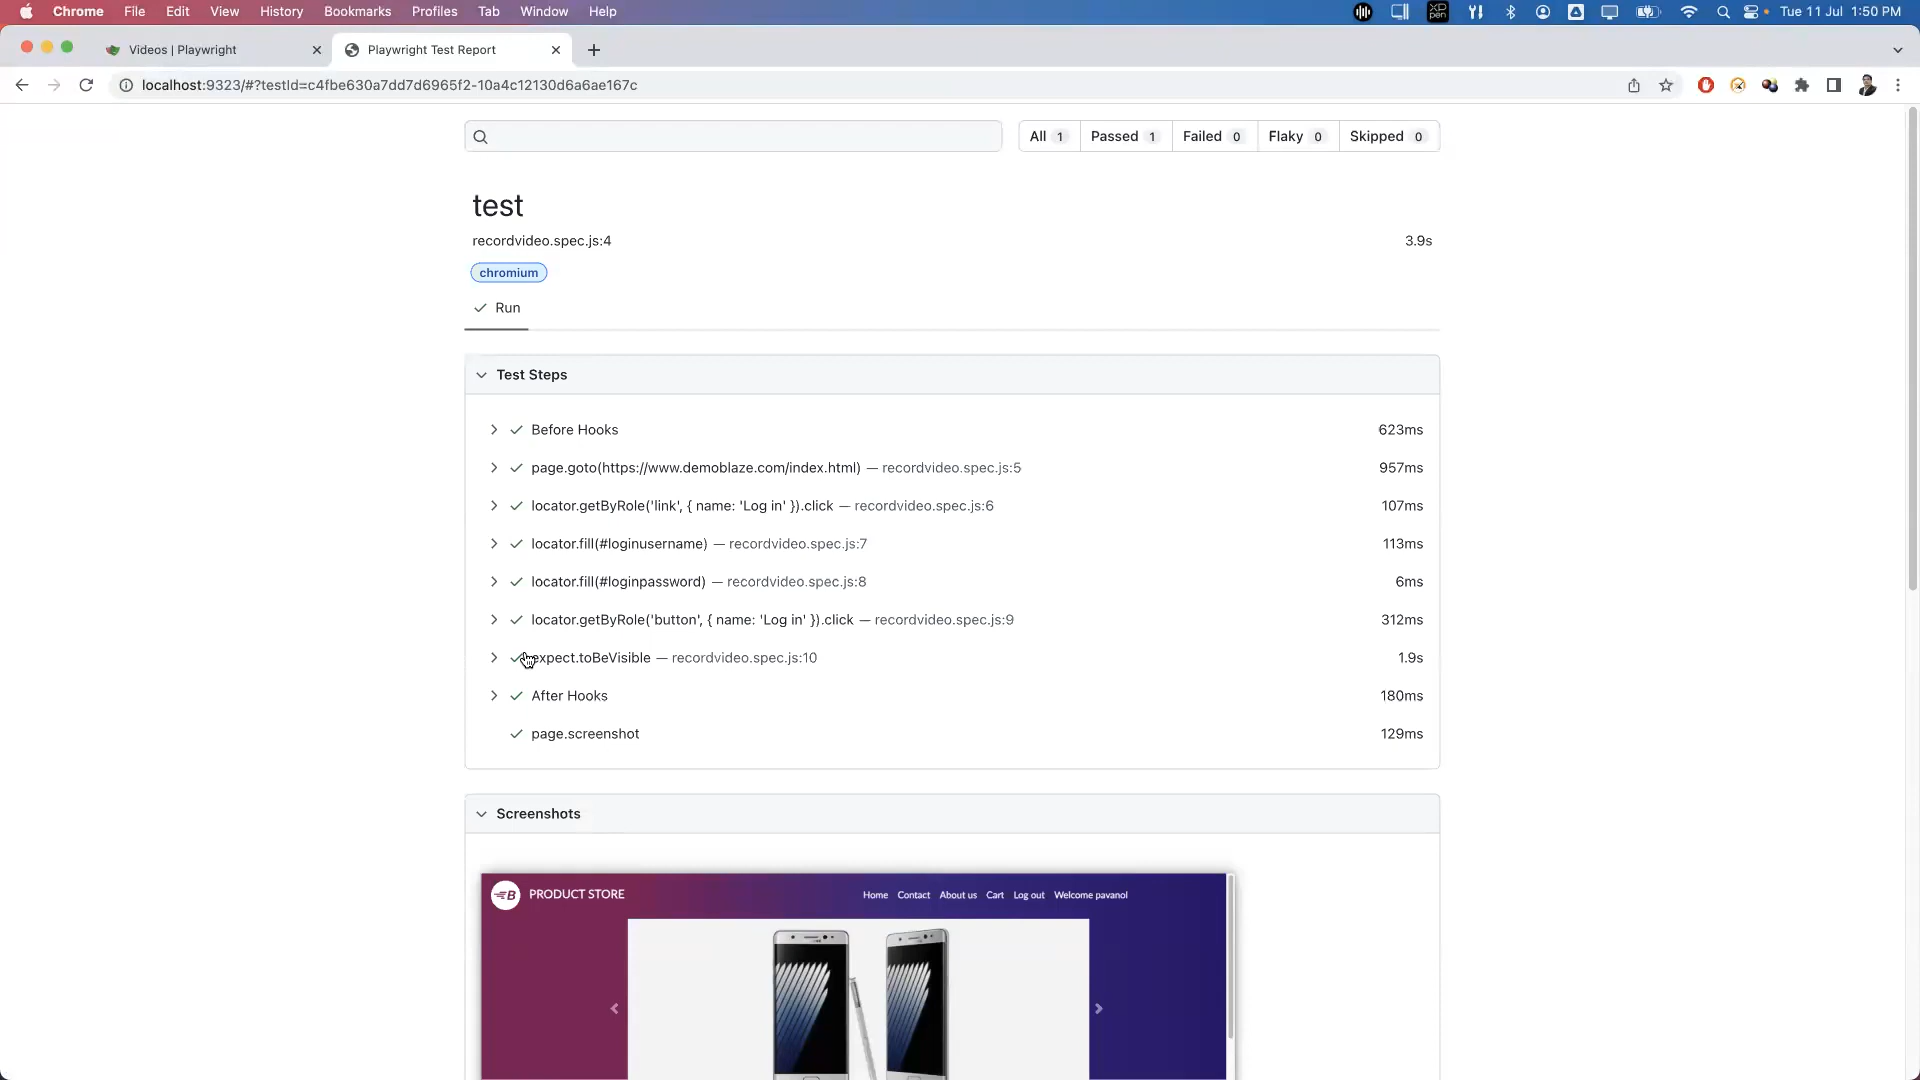 Chrome File Edit View History Bookmarks Profiles Tab Window Help
XP pen
Tue 11 Jul 1:50 PM
Videos | Playwright
Playwright Test Report
localhost:9323/#?testId=c4fbe630a7dd7d6965f2-10a4c12130d6a6ae167c
All 1 Passed 1 Failed 0 Flaky 0 Skipped 0
test
recordvideo.spec.js:4 3.9s
chromium
Run
Test Steps
Before Hooks 623ms
page.goto(https://www.demoblaze.com/index.html) — recordvideo.spec.js:5 957ms
locator.getByRole('link', { name: 'Log in' }).click — recordvideo.spec.js:6 107ms
locator.fill(#loginusername) — recordvideo.spec.js:7 113ms
locator.fill(#loginpassword) — recordvideo.spec.js:8 6ms
locator.getByRole('button', { name: 'Log in' }).click — recordvideo.spec.js:9 312ms
expect.toBeVisible — recordvideo.spec.js:10 1.9s
After Hooks 180ms
page.screenshot 129ms
Screenshots
B PRODUCT STORE Home Contact About us Cart Log out Welcome pavanol